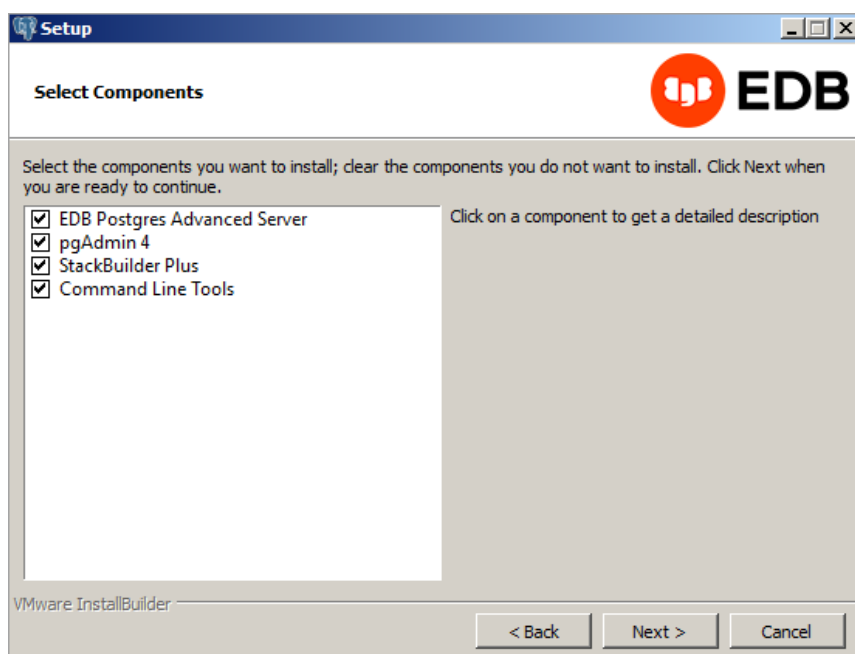 Setup
Select Components
EDB
Select the components you want to install; clear the components you do not want to install. Click Next when
you are ready to continue.
EDB Postgres Advanced Server
pgAdmin 4
StackBuilder Plus
Command Line Tools
Click on a component to get a detailed description
VMware InstallBuilder
< Back
Next >
Cancel